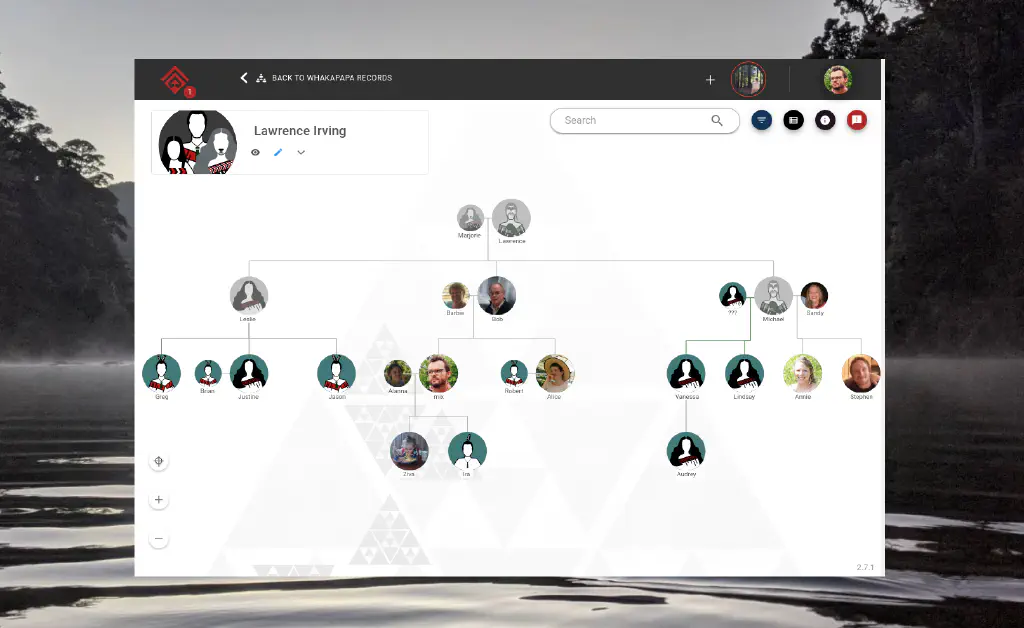 1
BACK TO WHAKAPAPA RECORDS
Lawrence Irving
Search
Marjorie
Lawrence
Leslie
Barbie
Bob
???
Michael
Sandy
Greg
Brian
Justine
Jason
Alanna
mix
Robert
Alice
Vanessa
Lindsay
Annie
Stephen
Ziva
Ira
Audrey
2.7.1